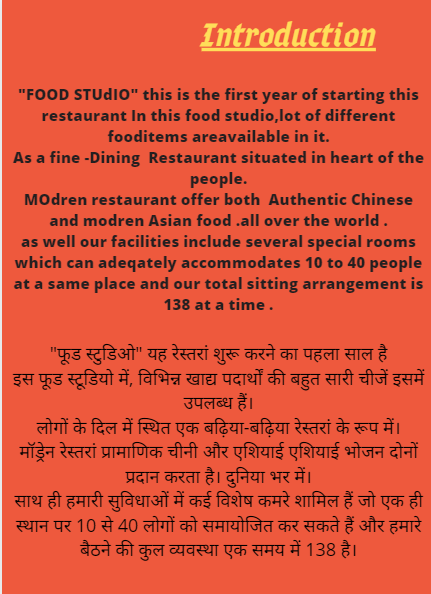 Introduction
"FOOD STUdIO" this is the first year of starting this
restaurant In this food studio,lot of different
fooditems areavailable in it.
As a fine -Dining Restaurant situated in heart of the
people.
MOdren restaurant offer both Authentic Chinese
and modren Asian food .all over the world .
as well our facilities include several special rooms
which can adeqately accommodates 10 to 40 people
at a same place and our total sitting arrangement is
138 at a time .
"फूड स्टुडिओ" यह रेस्तरां शुरू करने का पहला साल है
इस फूड स्टूडियो में, विभिन्न खाद्य पदार्थों की बहुत सारी चीजें इसमें
उपलब्ध हैं।
लोगों के दिल में स्थित एक बढ़िया-बढ़िया रेस्तरां के रूप में।
मॉड्रेन रेस्तरां प्रामाणिक चीनी और एशियाई एशियाई भोजन दोनों
प्रदान करता है। दुनिया भर में।
साथ ही हमारी सुविधाओं में कई विशेष कमरे शामिल हैं जो एक ही
स्थान पर 10 से 40 लोगों को समायोजित कर सकते हैं और हमारे
बैठने की कुल व्यवस्था एक समय में 138 है।